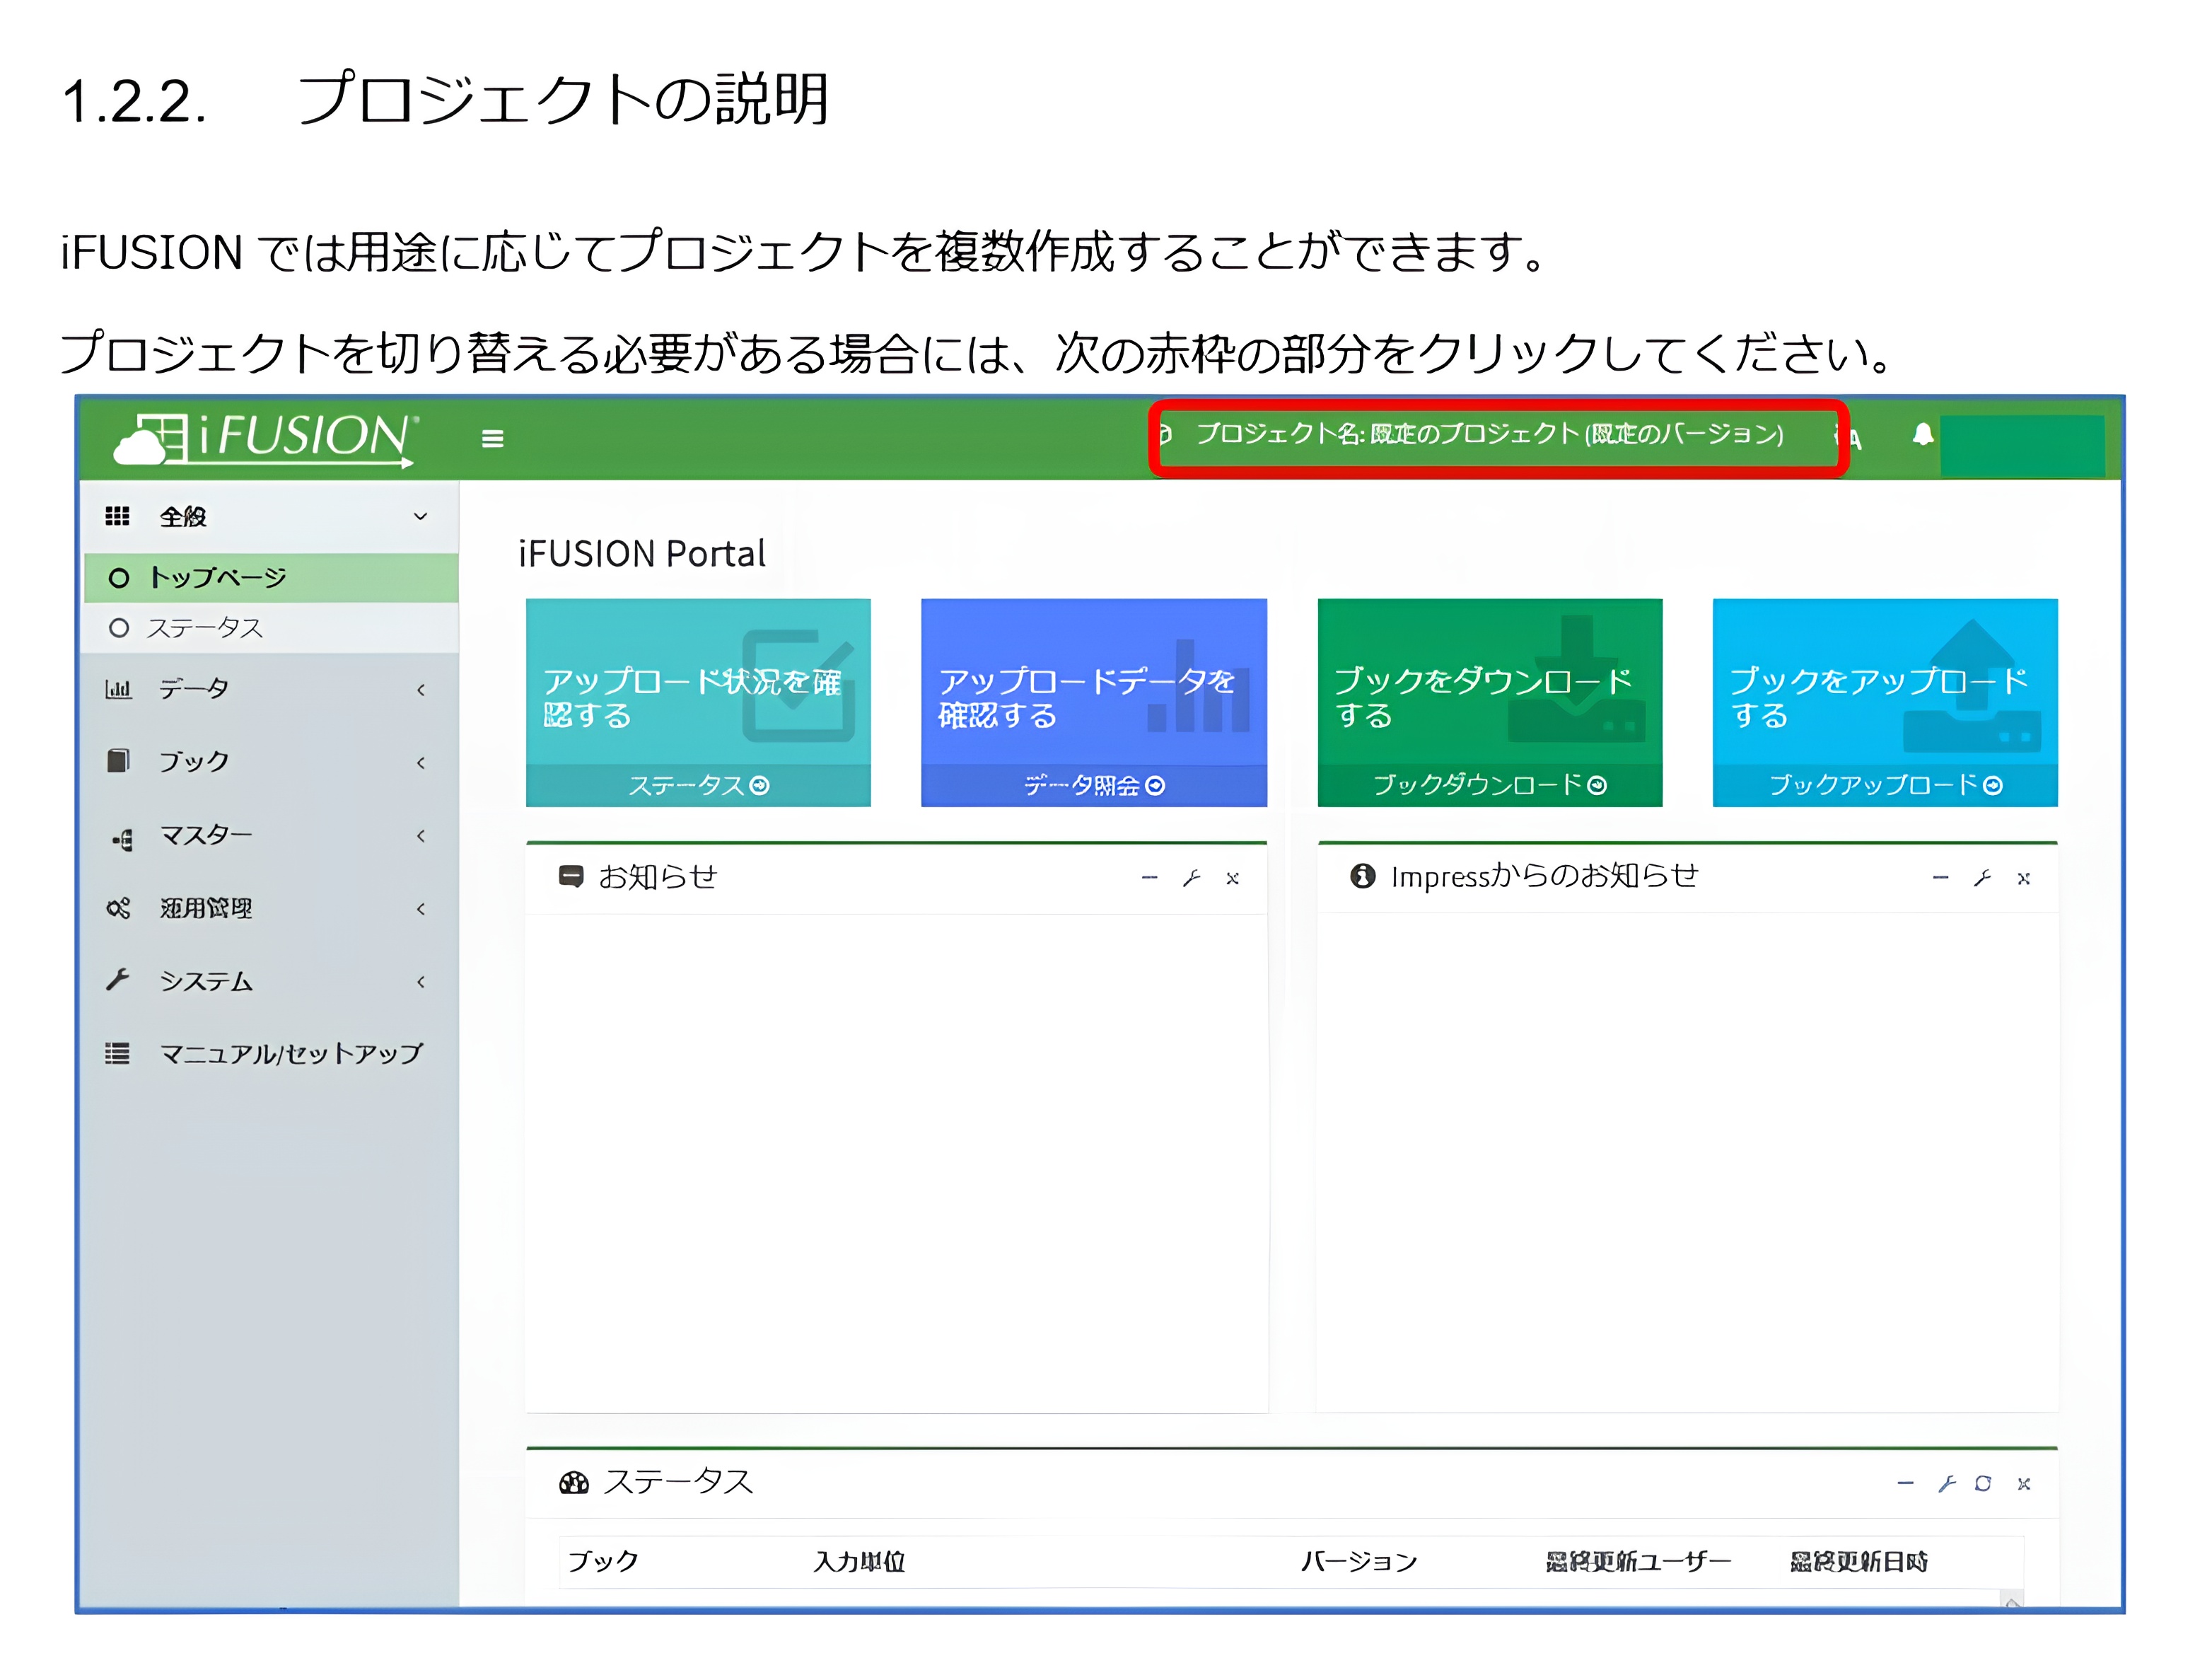 1.2.2. プロジェクトの説明
iFUSION では用途に応じてプロジェクトを複数作成することができます。
プロジェクトを切り替える必要がある場合には、次の赤枠の部分をクリックしてください。
iFUSION
プロジェクト名: 既定のプロジェクト (既定のバージョン)
全般
トップページ
ステータス
データ
ブック
マスター
運用管理
システム
マニュアル/セットアップ
iFUSION Portal
アップロード状況を確
認する
ステータス
アップロードデータを
確認する
データ照会
ブックをダウンロード
する
ブックダウンロード
ブックをアップロード
する
ブックアップロード
お知らせ
Impressからのお知らせ
ステータス
ブック 入力単位 バージョン 最終更新ユーザー 最終更新日時